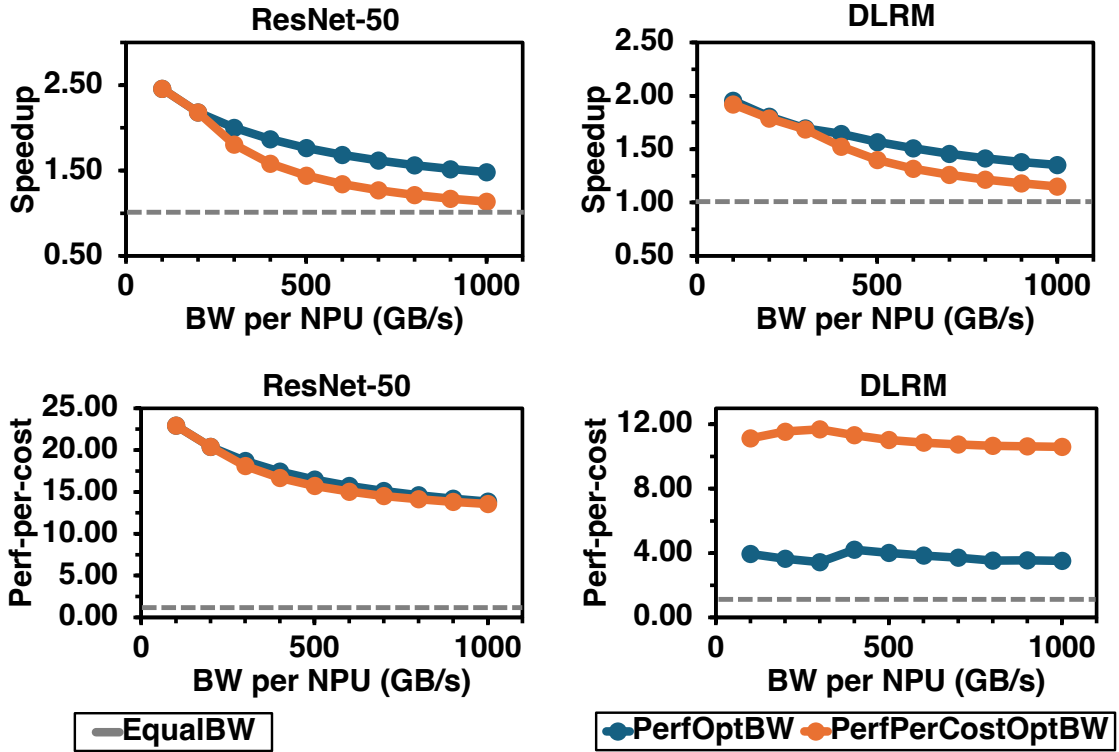 ResNet-50
Speedup
2.50
1.50
0.50
0 500 1000
BW per NPU (GB/s)
DLRM
Speedup
2.50
2.00
1.50
1.00
0.50
0 500 1000
BW per NPU (GB/s)
ResNet-50
Perf-per-cost
25.00
20.00
15.00
10.00
5.00
0.00
0 500 1000
BW per NPU (GB/s)
DLRM
Perf-per-cost
12.00
8.00
4.00
0.00
0 500 1000
BW per NPU (GB/s)
EqualBW
PerfOptBW PerfPerCostOptBW